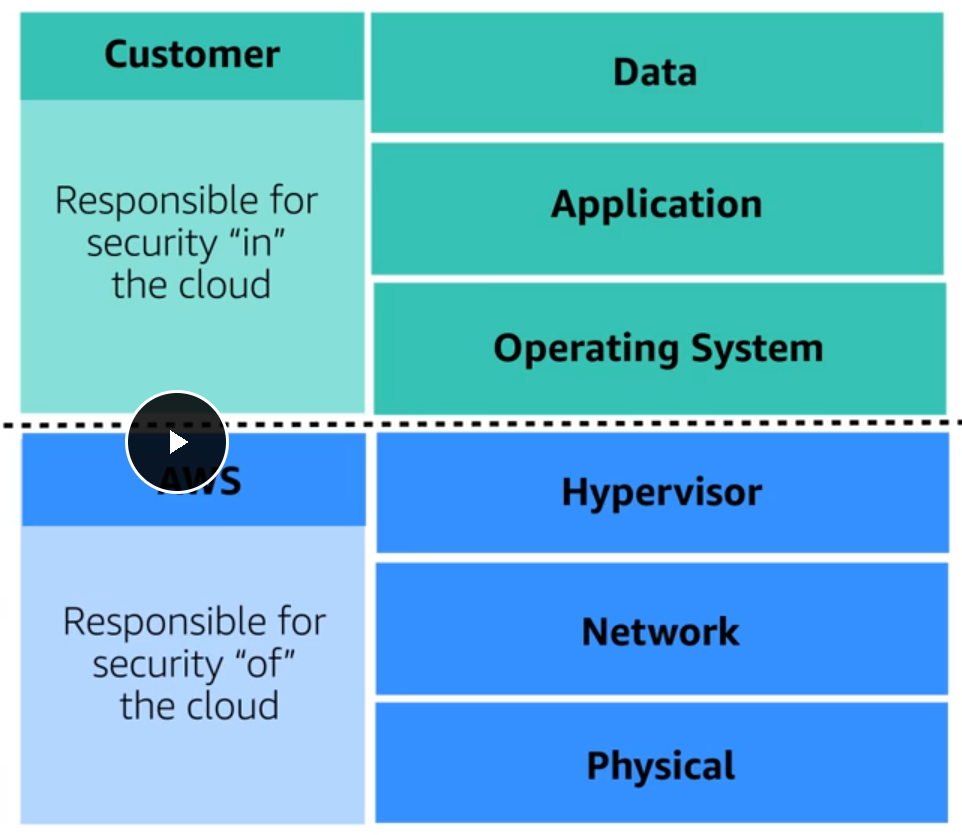 Customer
Responsible for
security “in”
the cloud
Data
Application
Operating System
AWS
Responsible for
security “of”
the cloud
Hypervisor
Network
Physical